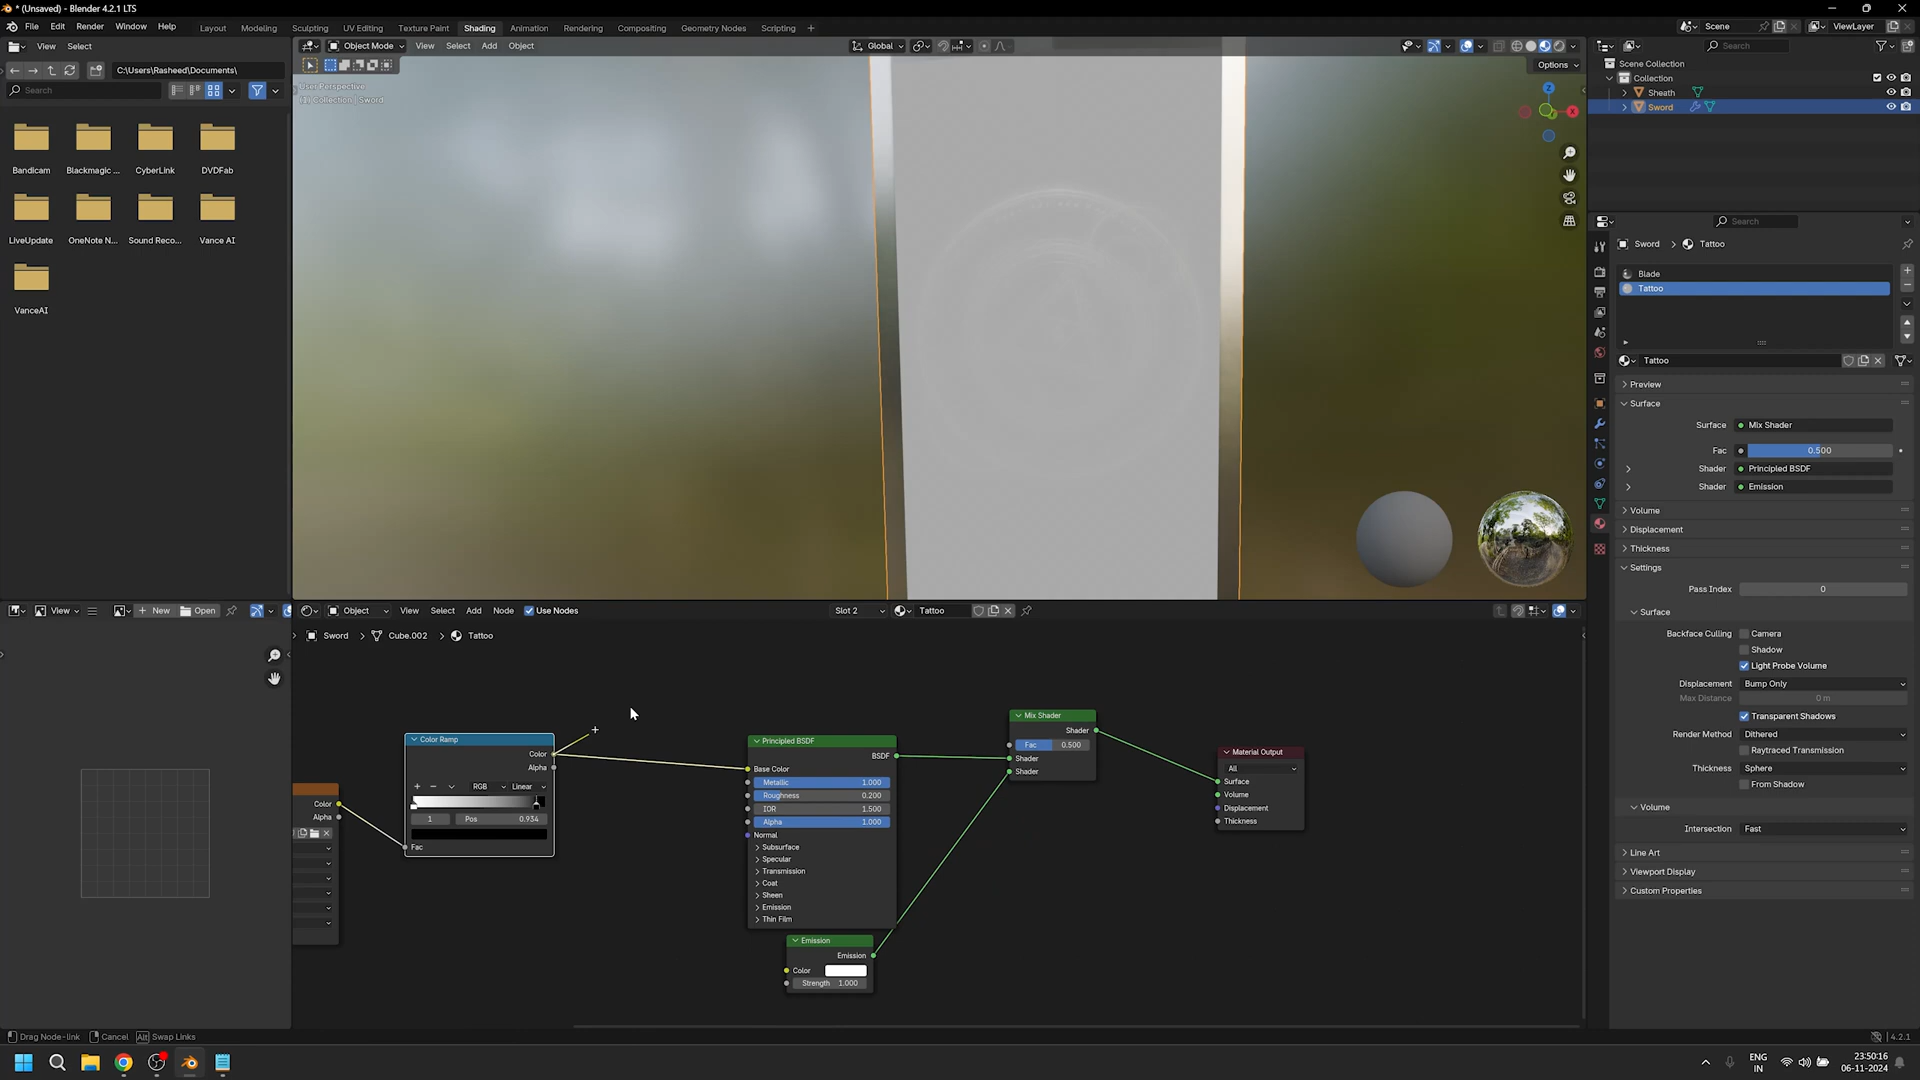 * (Unsaved) - Blender 4.2.1 LTS
File Edit Render Window Help
Layout Modeling Sculpting UV Editing Texture Paint Shading Animation Rendering Compositing Geometry Nodes Scripting +
Scene
ViewLayer
View Select
C:\Users\Rasheed\Documents\
Search
Bandicam Blackmagic ... CyberLink DVDFab
LiveUpdate OneNote N... Sound Reco... Vance AI
VanceAI
Object Mode View Select Add Object
Global
Options
User Perspective
(1) Collection | Sword
Z
X
Search
Scene Collection
Collection
Sheath
Sword
Search
Sword > Tattoo
Blade
Tattoo
Tattoo
Preview
Surface
Surface Mix Shader
Fac 0.500
Shader Principled BSDF
Shader Emission
Volume
Displacement
Thickness
Settings
Pass Index 0
Surface
Backface Culling Camera
Shadow
Light Probe Volume
Displacement Bump Only
Max Distance 0 m
Transparent Shadows
Render Method Dithered
Raytraced Transmission
Thickness Sphere
From Shadow
Volume
Intersection Fast
Line Art
Viewport Display
Custom Properties
View
New Open
Object View Select Add Node Use Nodes
Slot 2
Tattoo
Sword > Cube.002 > Tattoo
Color
Alpha
Color Ramp
Color
Alpha
+ − RGB Linear
1 Pos 0.934
Fac
Principled BSDF
BSDF
Base Color
Metallic 1.000
Roughness 0.200
IOR 1.500
Alpha 1.000
Normal
Subsurface
Specular
Transmission
Coat
Sheen
Emission
Thin Film
Emission
Emission
Color
Strength 1.000
Mix Shader
Shader
Fac 0.500
Shader
Shader
Material Output
All
Surface
Volume
Displacement
Thickness
Drag Node-link Cancel Alt Swap Links
4.2.1
ENG
IN
23:50:16
06-11-2024